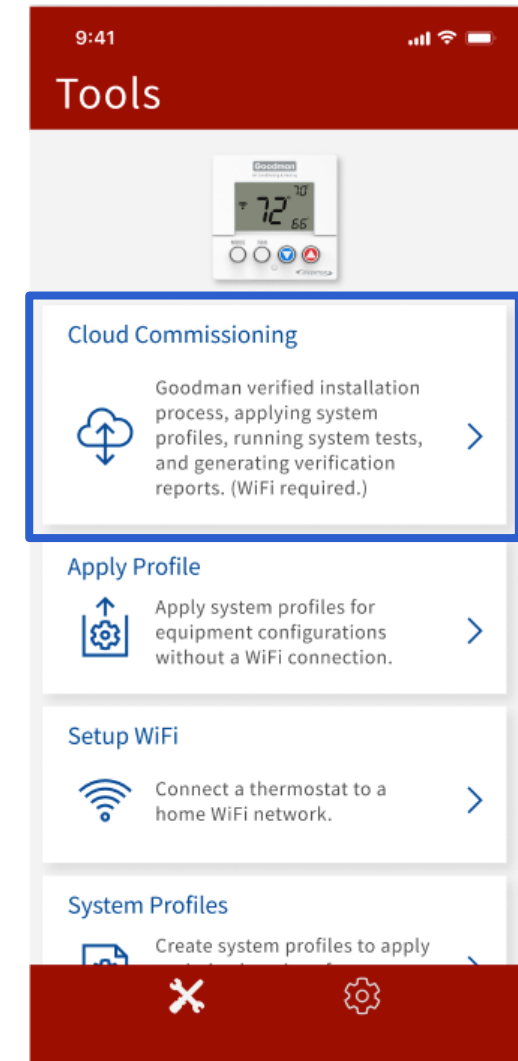 9:41
Tools
Goodman
70
72
66
MODE
FAN
Cloud Commissioning
Goodman verified installation
process, applying system
profiles, running system tests,
and generating verification
reports. (WiFi required.)
Apply Profile
Apply system profiles for
equipment configurations
without a WiFi connection.
Setup WiFi
Connect a thermostat to a
home WiFi network.
System Profiles
Create system profiles to apply